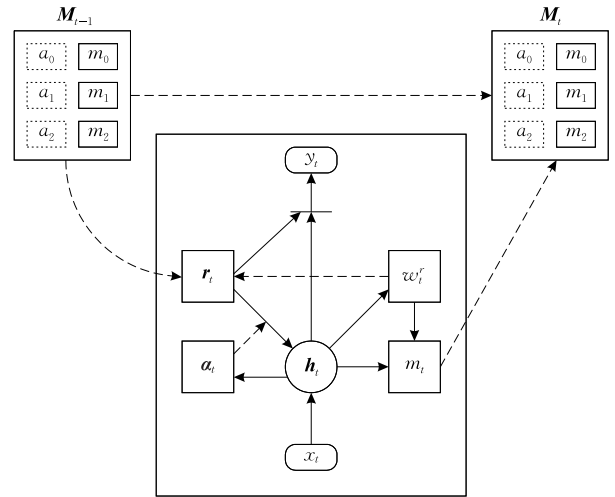 M_{t−1} M_t
a_0 m_0 a_0 m_0
a_1 m_1 a_1 m_1
a_2 m_2 a_2 m_2
y_t
r_t w_t^r
α_t h_t m_t
x_t